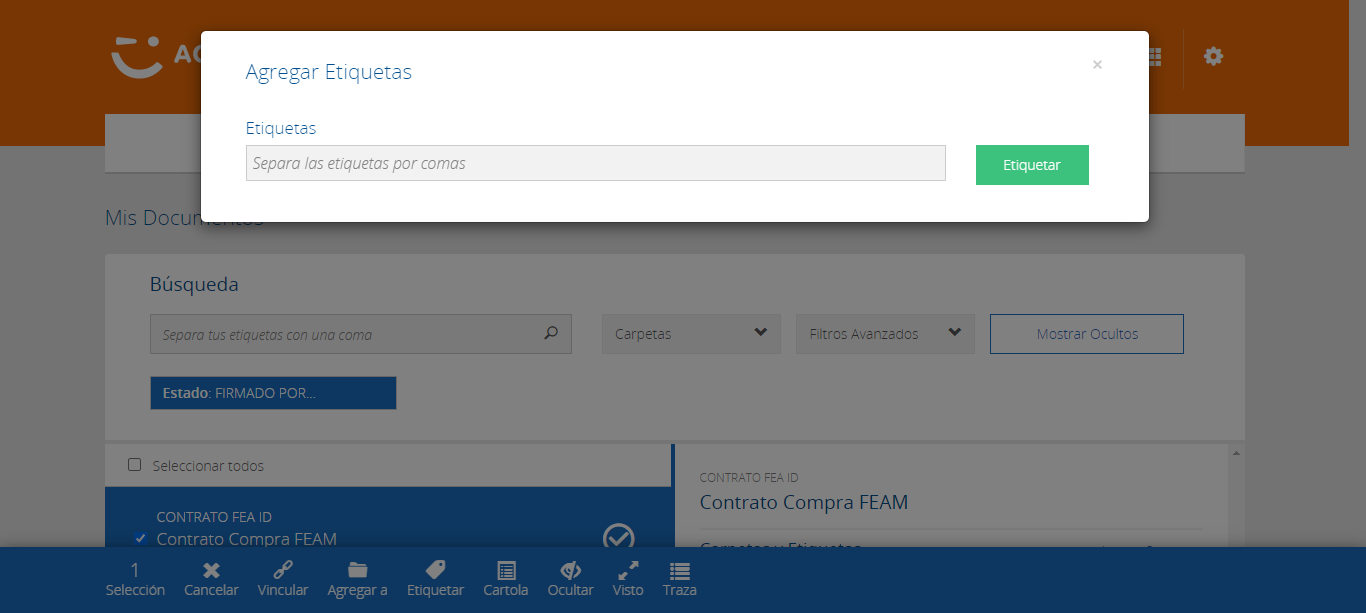 Agregar Etiquetas
×
Etiquetas
Separa las etiquetas por comas
Etiquetar
Búsqueda
Separa tus etiquetas con una coma
Carpetas
Filtros Avanzados
Mostrar Ocultos
Estado: FIRMADO POR...
Seleccionar todos
CONTRATO FEA ID
Contrato Compra FEAM
CONTRATO FEA ID
Contrato Compra FEAM
1
Selección
Cancelar
Vincular
Agregar a
Etiquetar
Cartola
Ocultar
Visto
Traza